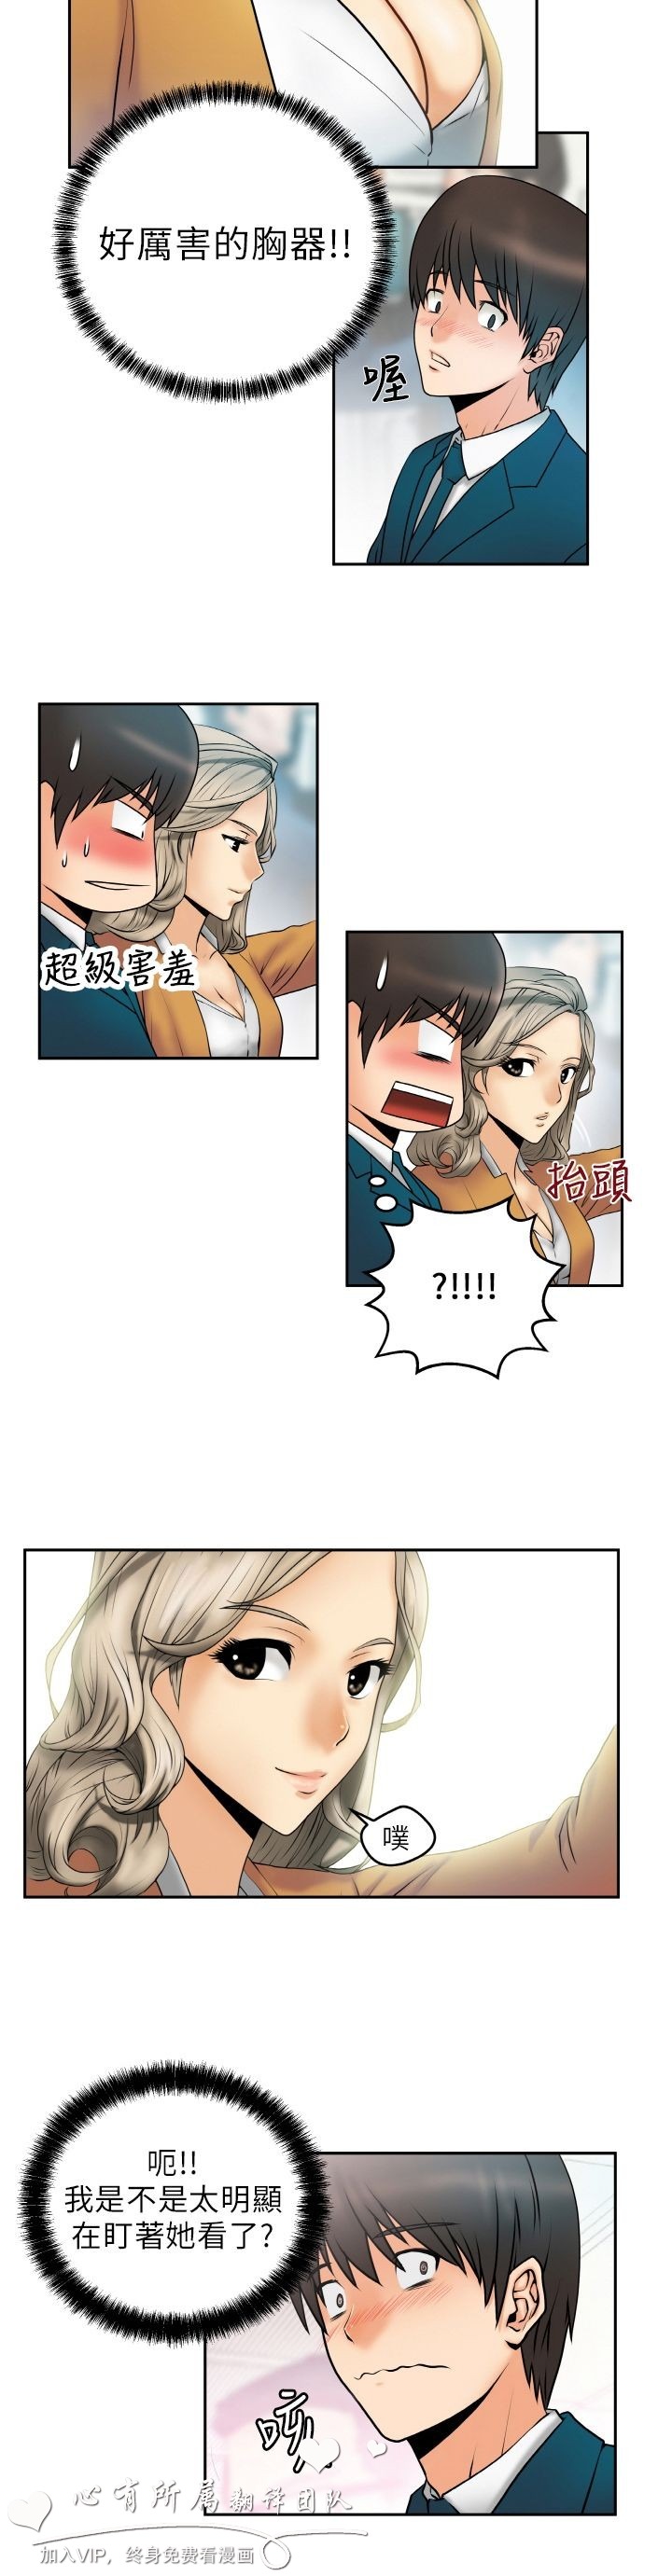 好厲害的胸器!!
喔
超級害羞
抬頭
?!!!!
噗
呃!!
我是不是太明顯
在盯著她看了?
咳
心有所属翻译团队
加入VIP，终身免费看漫画